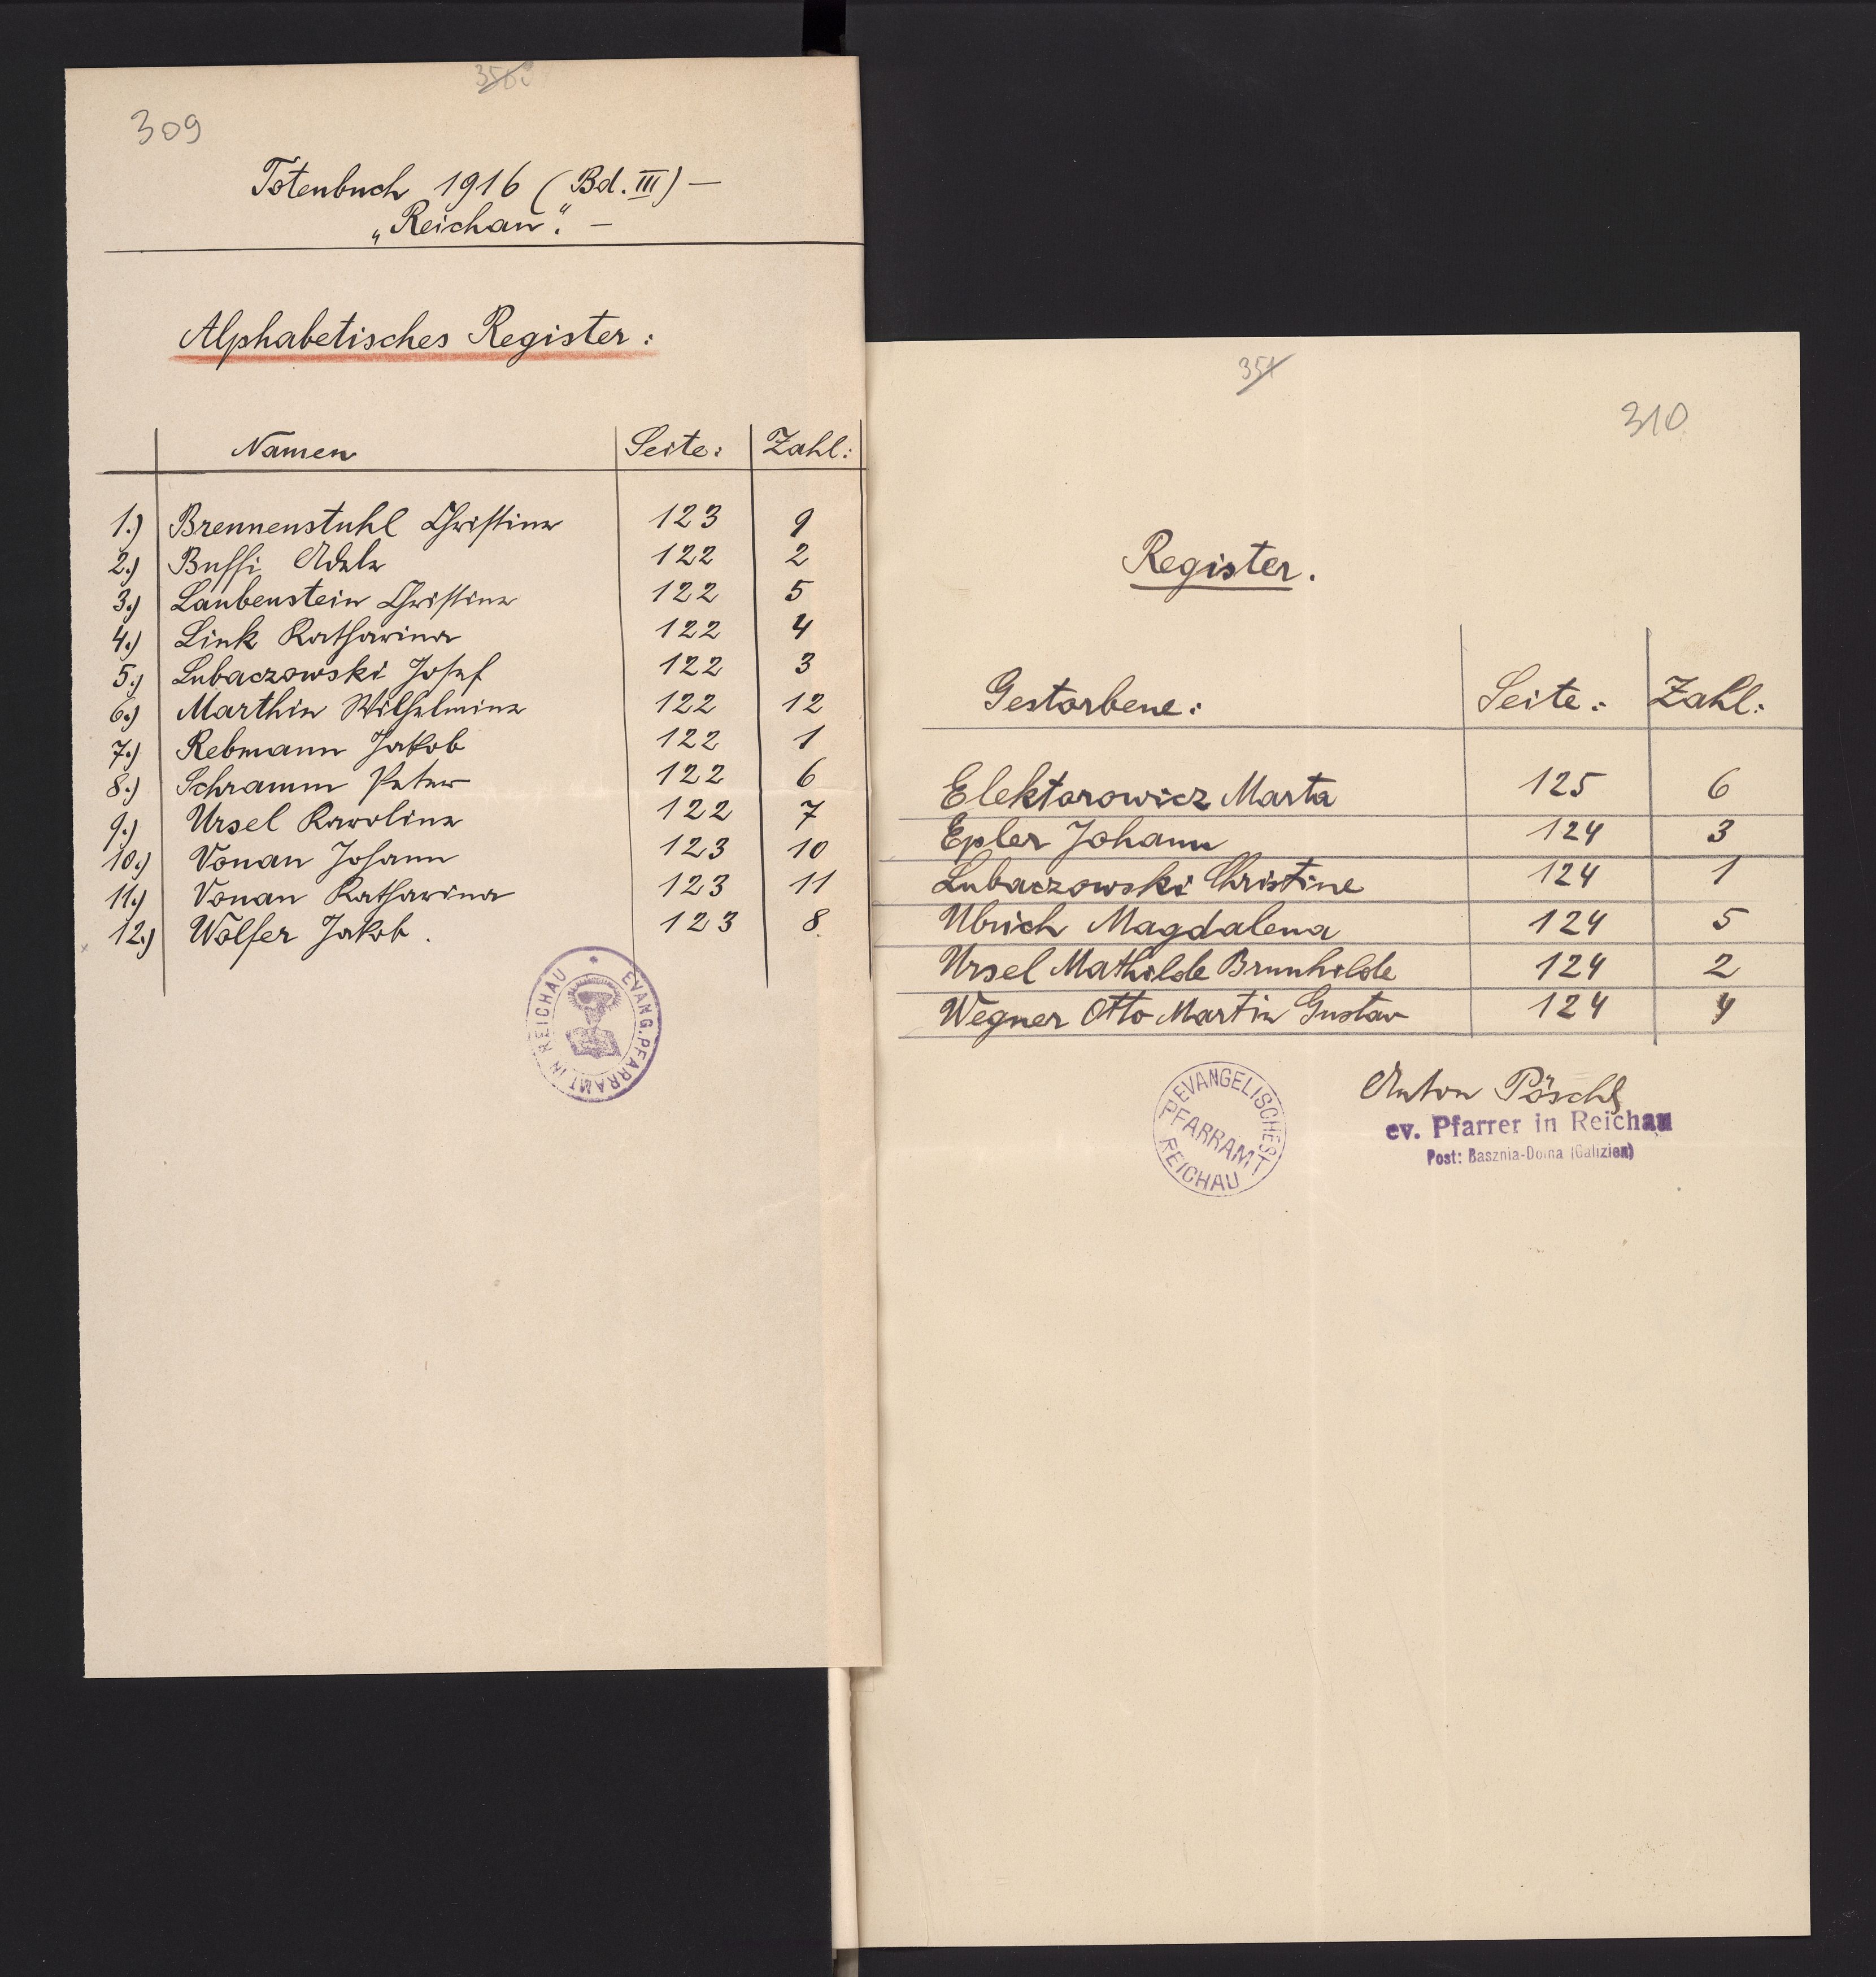 309
Totenbuch 1916 (Bd. III) —
„Reichau“. —
Alphabetisches Register:
Namen Seite: Zahl:
1.) Brennenstuhl Christine 123 9
2.) Bussi Adele 122 2
3.) Laubenstein Christine 122 5
4.) Link Katharina 122 4
5.) Lubaczowski Josef 122 3
6.) Marthin Wilhelmine 122 12
7.) Rebmann Jakob 122 1
8.) Schramm Peter 122 6
9.) Ursel Karoline 122 7
10.) Vonau Johann 123 10
11.) Vonau Katharina 123 11
12.) Wolfer Jakob. 123 8
EVANG. PFARRAMT IN REICHAU
351
310
Register.
Gestorbene: Seite: Zahl:
Elektorowicz Marta 125 6
Epler Johann 124 3
Lubaczowski Christine 124 1
Ulrich Magdalena 124 5
Ursel Mathilde Brunhilde 124 2
Wegner Otto Martin Gustav 124 4
EVANGELISCHES
PFARRAMT
REICHAU
Anton Pöschl
ev. Pfarrer in Reichau
Post: Basznia-Dolna (Galizien)